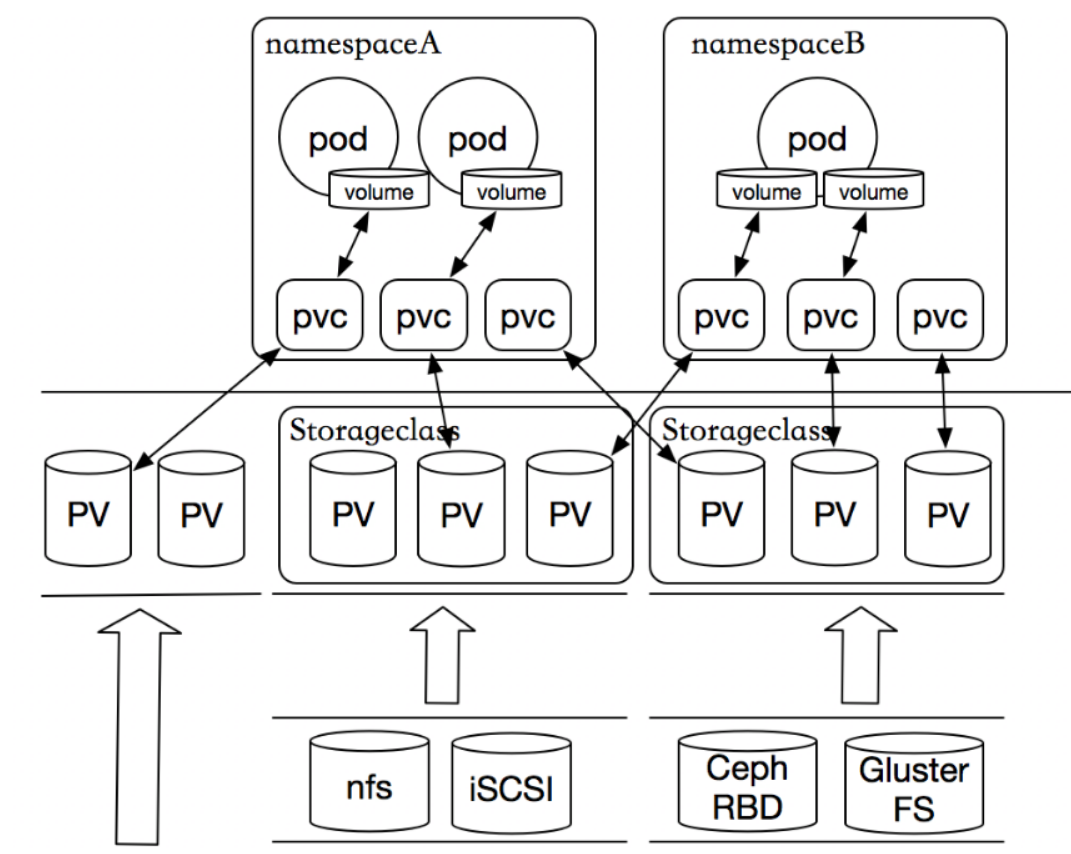 namespaceA
namespaceB
pod
pod
pod
volume
volume
volume
volume
pvc
pvc
pvc
pvc
pvc
pvc
Storageclass
Storageclass
PV
PV
PV
PV
PV
PV
PV
PV
nfs
iSCSI
Ceph
RBD
Gluster
FS